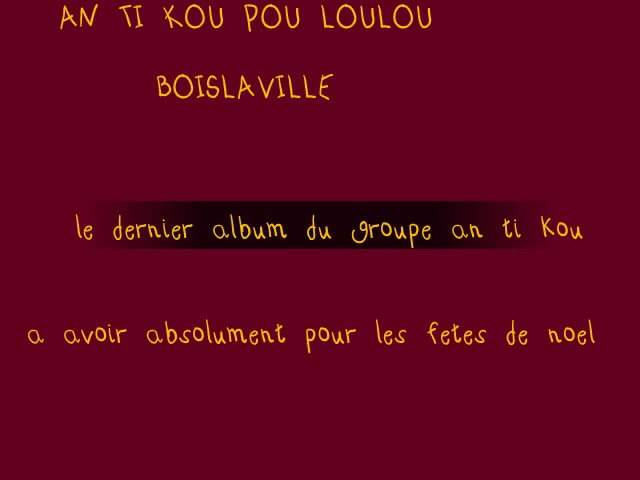 AN TI KOU POU LOULOU
BOISLAVILLE
le dernier album du groupe an ti kou
a avoir absolument pour les fetes de noel